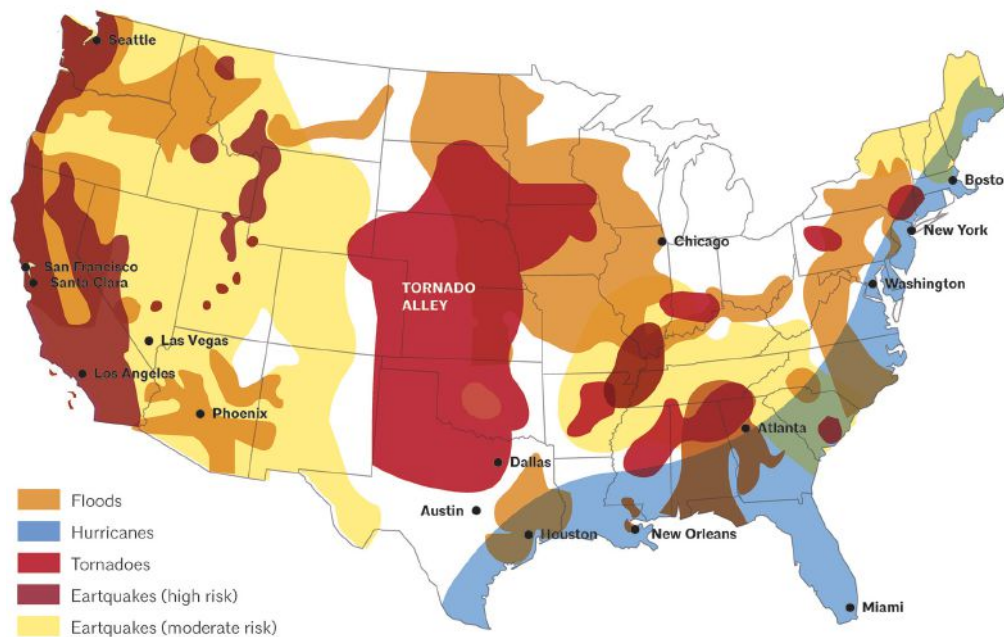 Seattle
San Francisco
Santa Clara
Las Vegas
Los Angeles
Phoenix
TORNADO
ALLEY
Dallas
Austin
Houston
New Orleans
Chicago
Atlanta
Miami
Bosto
New York
Washington
Floods
Hurricanes
Tornadoes
Eartquakes (high risk)
Eartquakes (moderate risk)